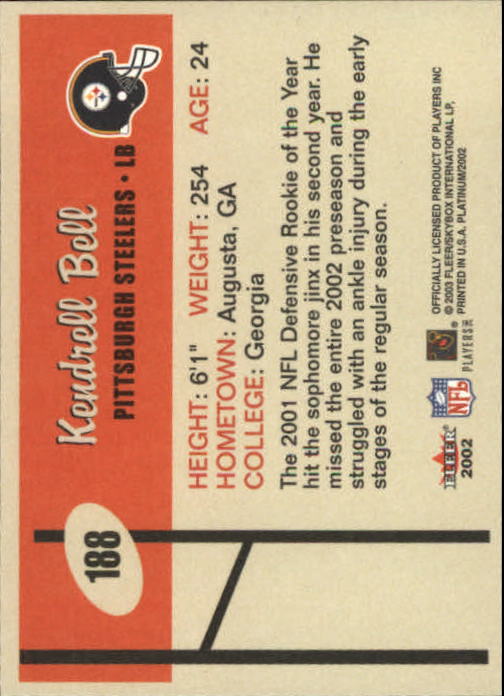 188
Kendrell Bell
PITTSBURGH STEELERS • LB
HEIGHT: 6'1" WEIGHT: 254 AGE: 24
HOMETOWN: Augusta, GA
COLLEGE: Georgia
The 2001 NFL Defensive Rookie of the Year
hit the sophomore jinx in his second year. He
missed the entire 2002 preseason and
struggled with an ankle injury during the early
stages of the regular season.
FLEER®
2002
NFL
PLAYERS INC
OFFICIALLY LICENSED PRODUCT OF PLAYERS INC
© 2003 FLEER/SKYBOX INTERNATIONAL LP,
PRINTED IN U.S.A. PLATINUM/2002